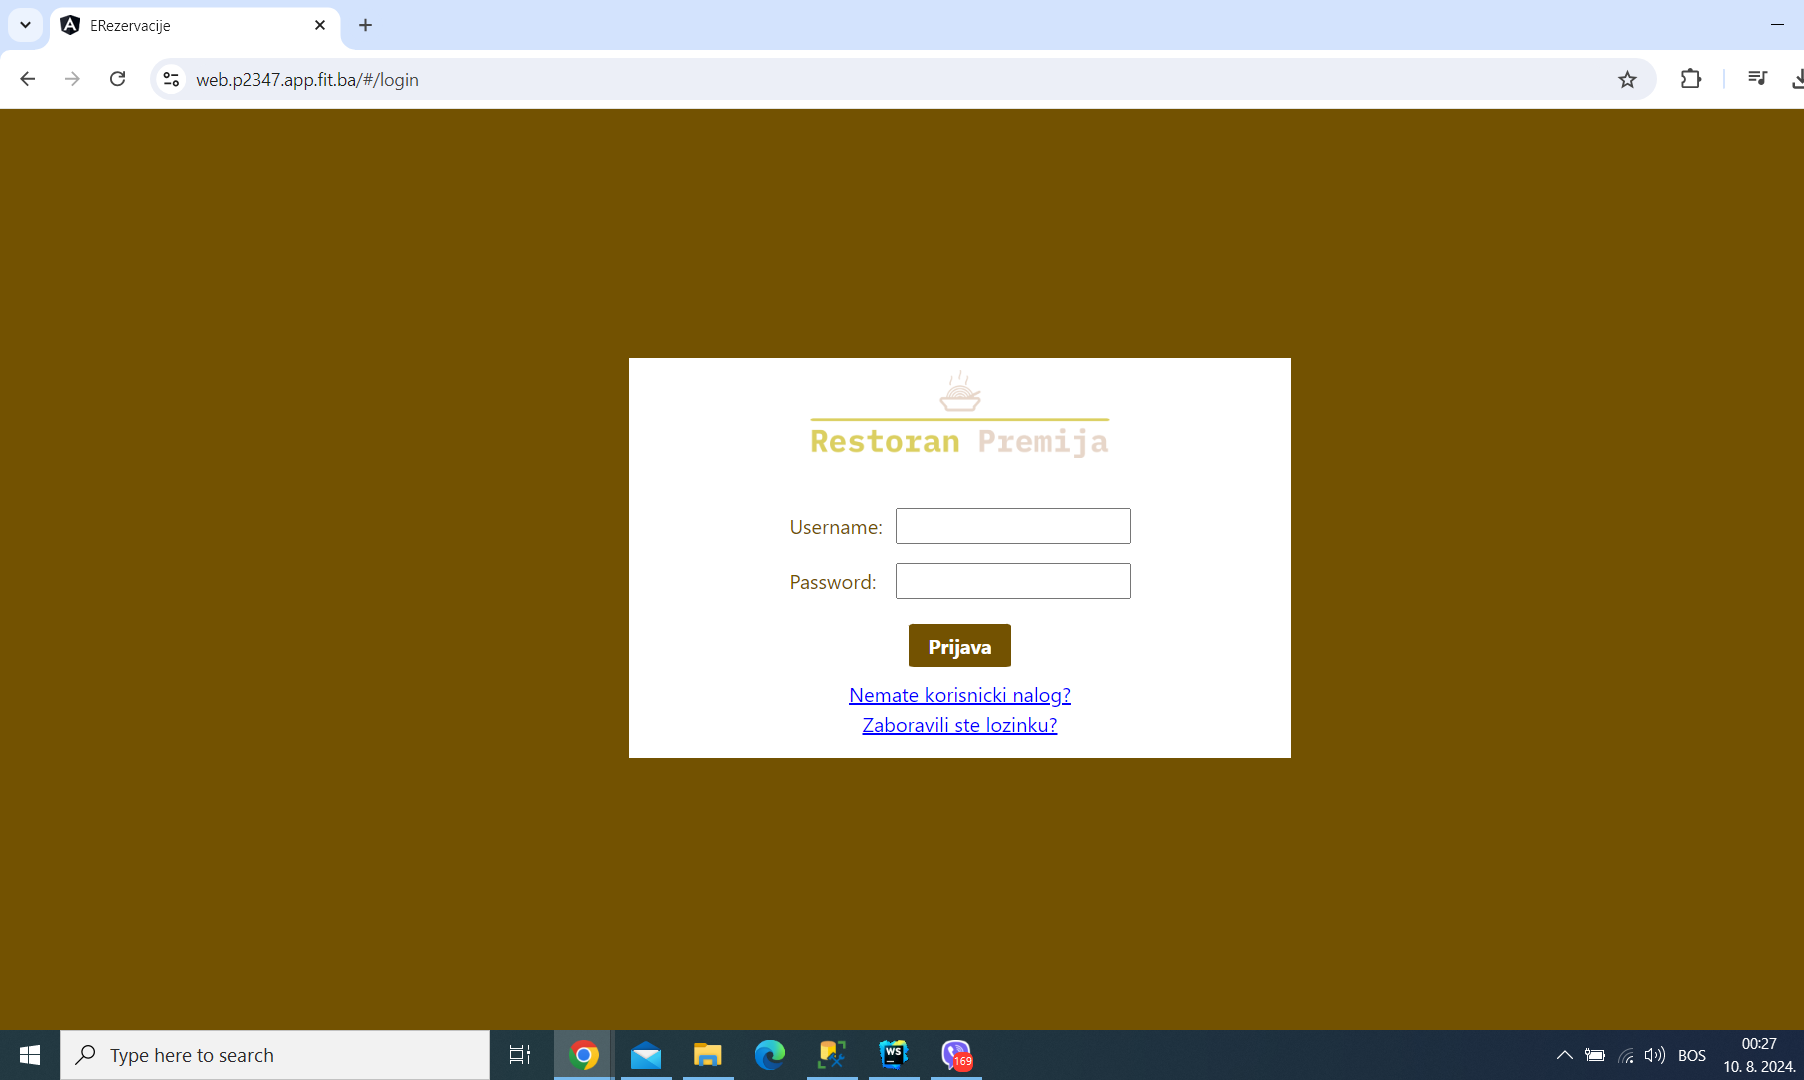 ERezervacije
web.p2347.app.fit.ba/#/login
Restoran Premija
Username:
Password:
Prijava
Nemate korisnicki nalog?
Zaboravili ste lozinku?
Type here to search
WS
169
BOS
00:27
10. 8. 2024.